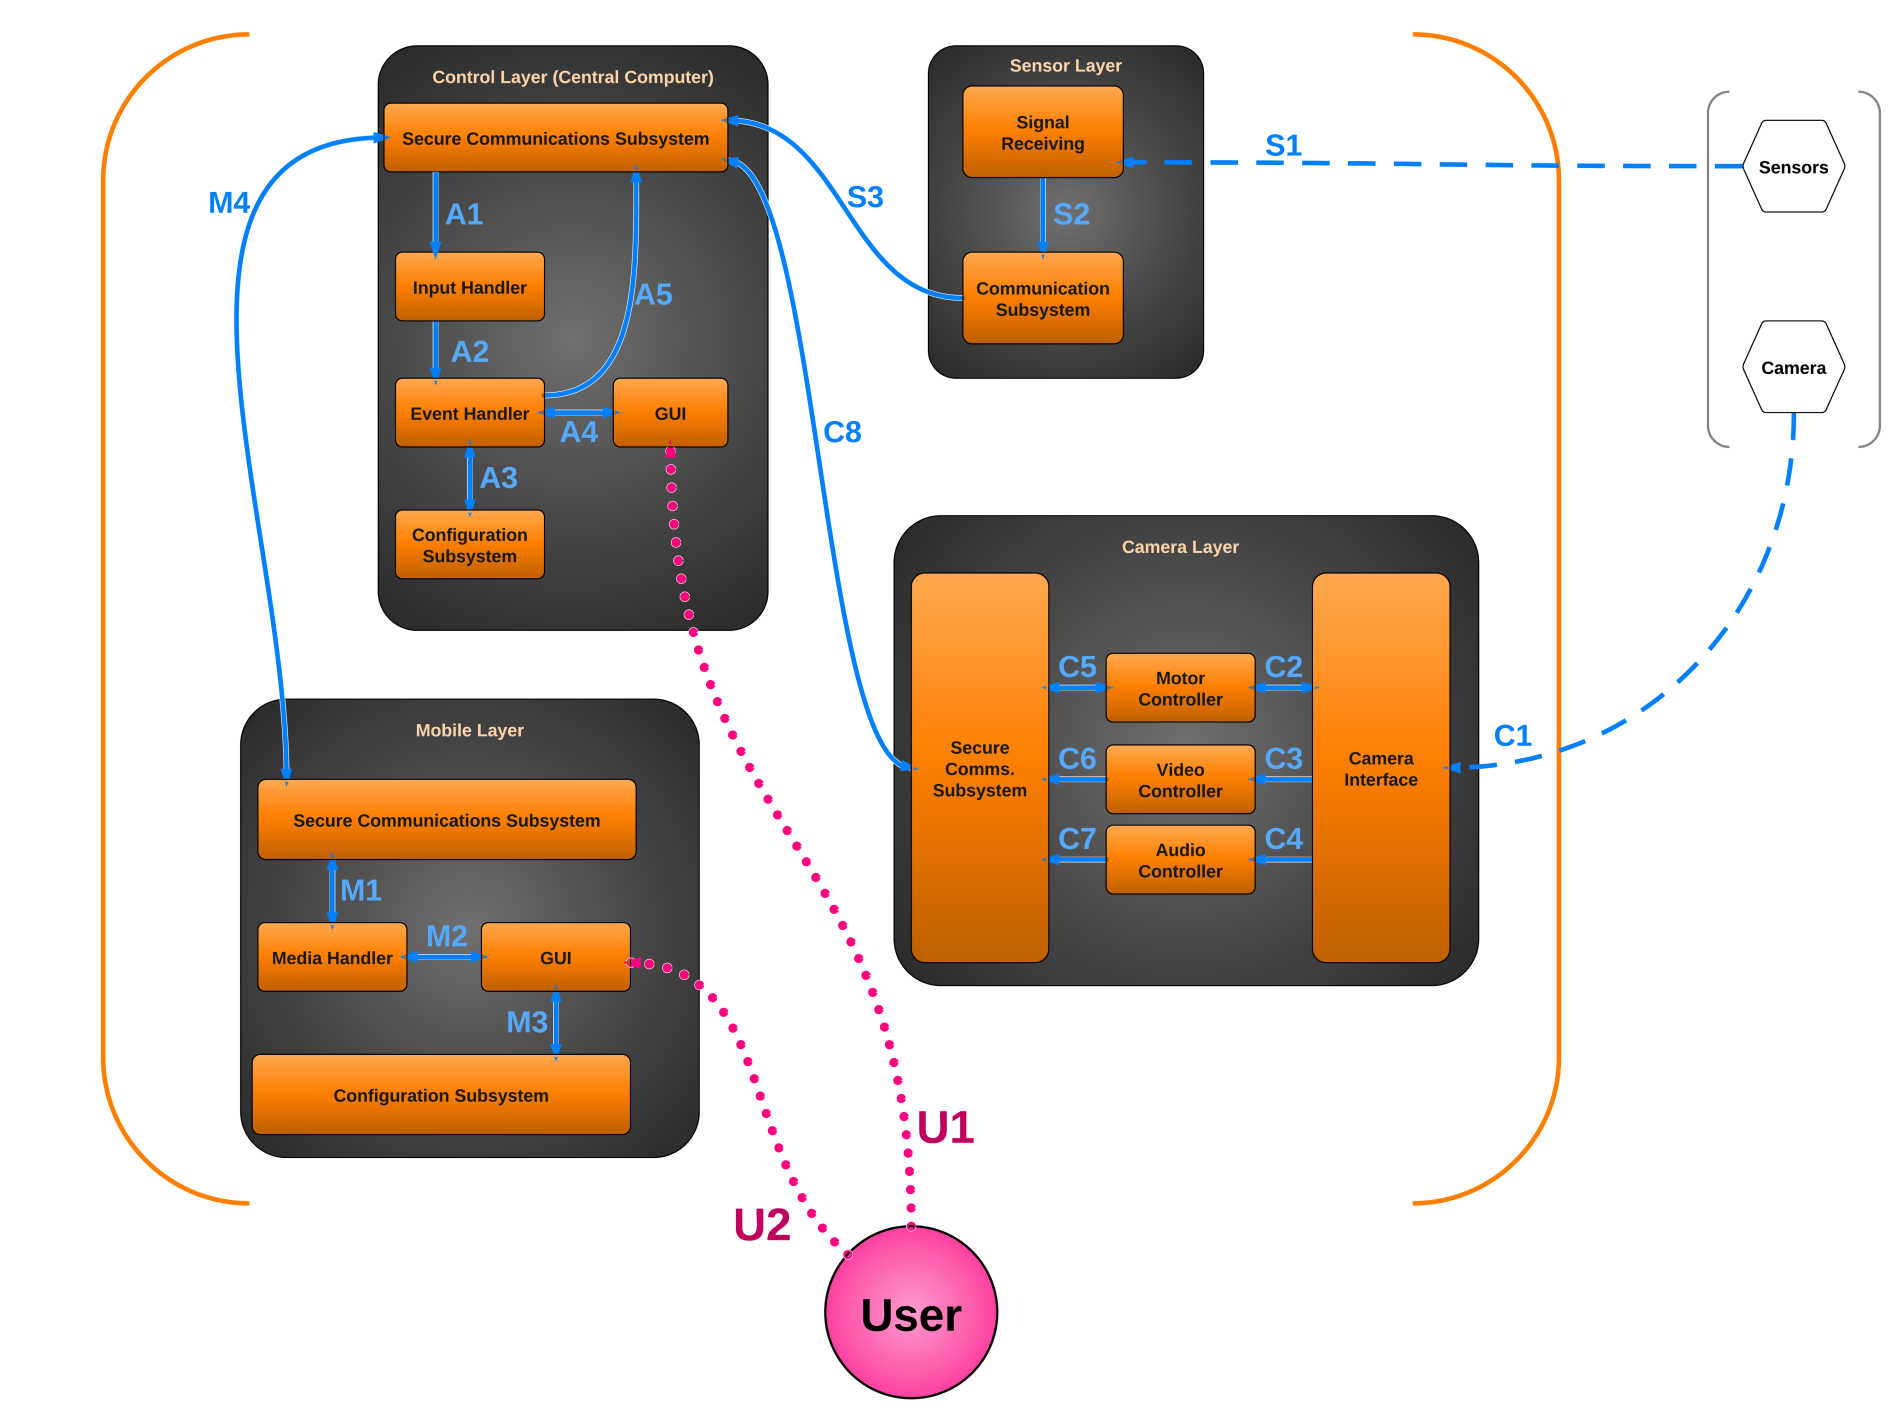 Control Layer (Central Computer)
Secure Communications Subsystem
M4
A1
Input Handler
A5
A2
Event Handler
A4
GUI
A3
Configuration
Subsystem
Sensor Layer
Signal
Receiving
S1
S2
S3
Communication
Subsystem
Sensors
Camera
C8
Camera Layer
Secure
Comms.
Subsystem
C5
Motor
Controller
C2
C6
Video
Controller
C3
C7
Audio
Controller
C4
Camera
Interface
C1
Mobile Layer
Secure Communications Subsystem
M1
Media Handler
M2
GUI
M3
Configuration Subsystem
U1
U2
User